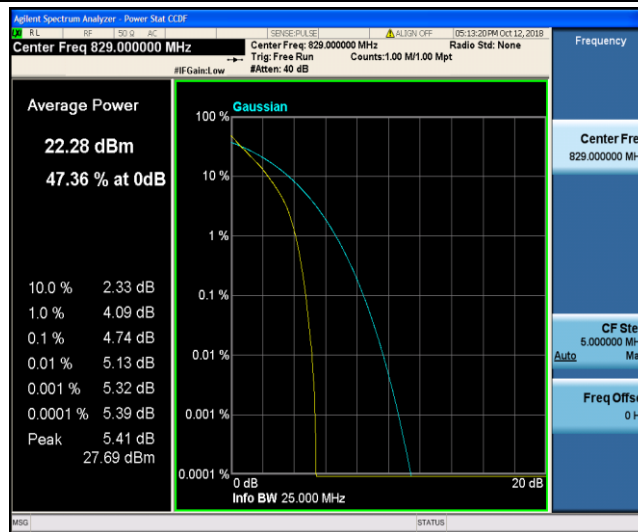 Agilent Spectrum Analyzer - Power Stat CCDF
RL RF 50 Ω AC SENSE:PULSE ALIGN OFF 05:13:20 PM Oct 12, 2018
Center Freq 829.000000 MHz
Center Freq: 829.000000 MHz Radio Std: None
Trig: Free Run Counts:1.00 M/1.00 Mpt
#IFGain:Low #Atten: 40 dB
Frequency
Average Power
22.28 dBm
47.36 % at 0dB
10.0 % 2.33 dB
1.0 % 4.09 dB
0.1 % 4.74 dB
0.01 % 5.13 dB
0.001 % 5.32 dB
0.0001 % 5.39 dB
Peak 5.41 dB
27.69 dBm
Gaussian
100 %
10 %
1 %
0.1 %
0.01 %
0.001 %
0.0001 %
0 dB 20 dB
Info BW 25.000 MHz
Center Fre
829.000000 MH
CF Ste
5.000000 MH
Auto Ma
Freq Offse
0 H
MSG STATUS